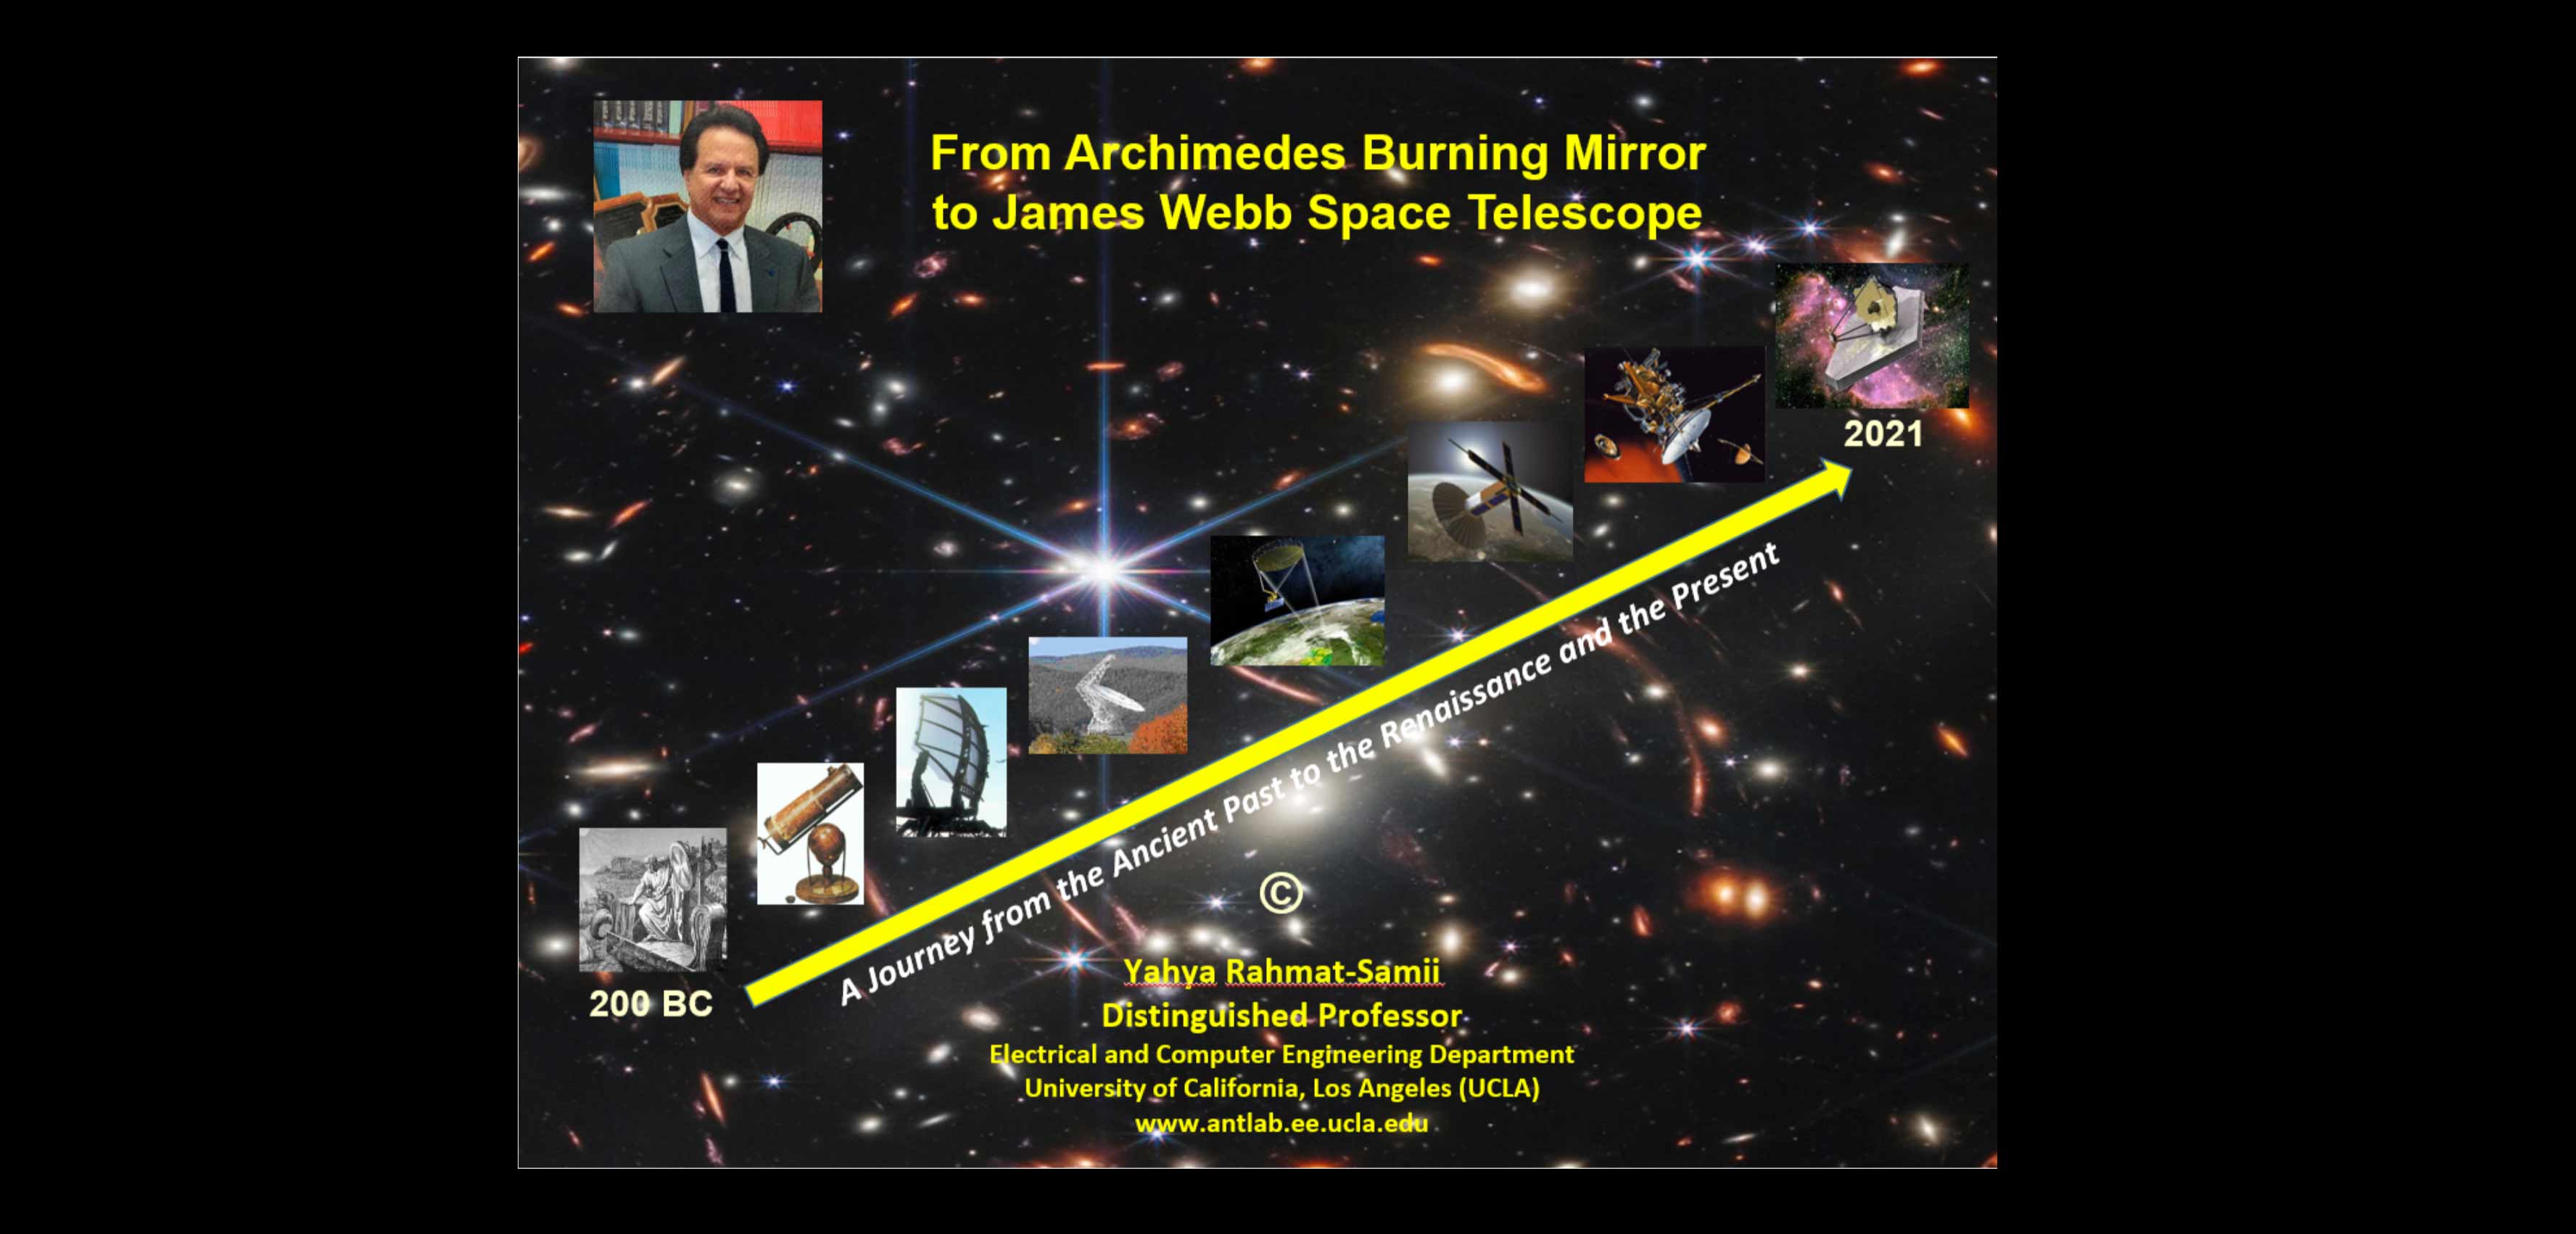 From Archimedes Burning Mirror
to James Webb Space Telescope
2021
A Journey from the Ancient Past to the Renaissance and the Present
200 BC
©
Yahya Rahmat-Samii
Distinguished Professor
Electrical and Computer Engineering Department
University of California, Los Angeles (UCLA)
www.antlab.ee.ucla.edu